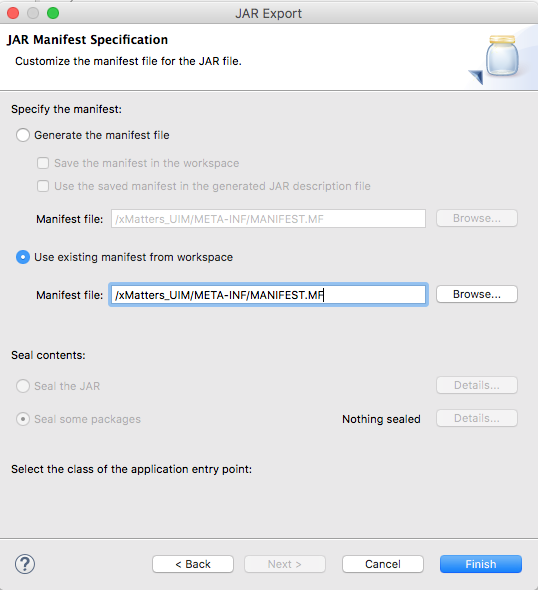 JAR Export
JAR Manifest Specification
Customize the manifest file for the JAR file.
Specify the manifest:
Generate the manifest file
Save the manifest in the workspace
Use the saved manifest in the generated JAR description file
Manifest file: /xMatters_UIM/META-INF/MANIFEST.MF Browse...
Use existing manifest from workspace
Manifest file: /xMatters_UIM/META-INF/MANIFEST.MF Browse...
Seal contents:
Seal the JAR Details...
Seal some packages Nothing sealed Details...
Select the class of the application entry point:
? < Back Next > Cancel Finish